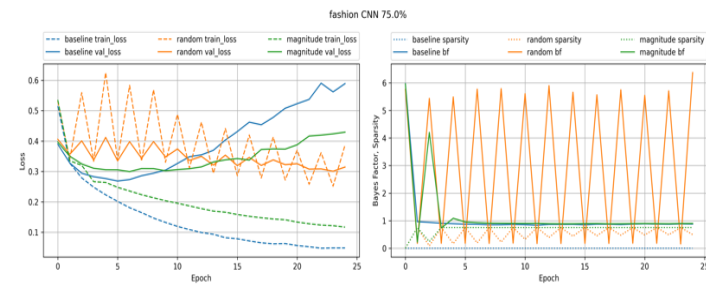 fashion CNN 75.0%
baseline train_loss random train_loss magnitude train_loss
baseline val_loss random val_loss magnitude val_loss
baseline sparsity random sparsity magnitude sparsity
baseline bf random bf magnitude bf
Loss
0.6
0.5
0.4
0.3
0.2
0.1
0 5 10 15 20 25
Epoch
Bayes Factor, Sparsity
6
5
4
3
2
1
0
0 5 10 15 20 25
Epoch